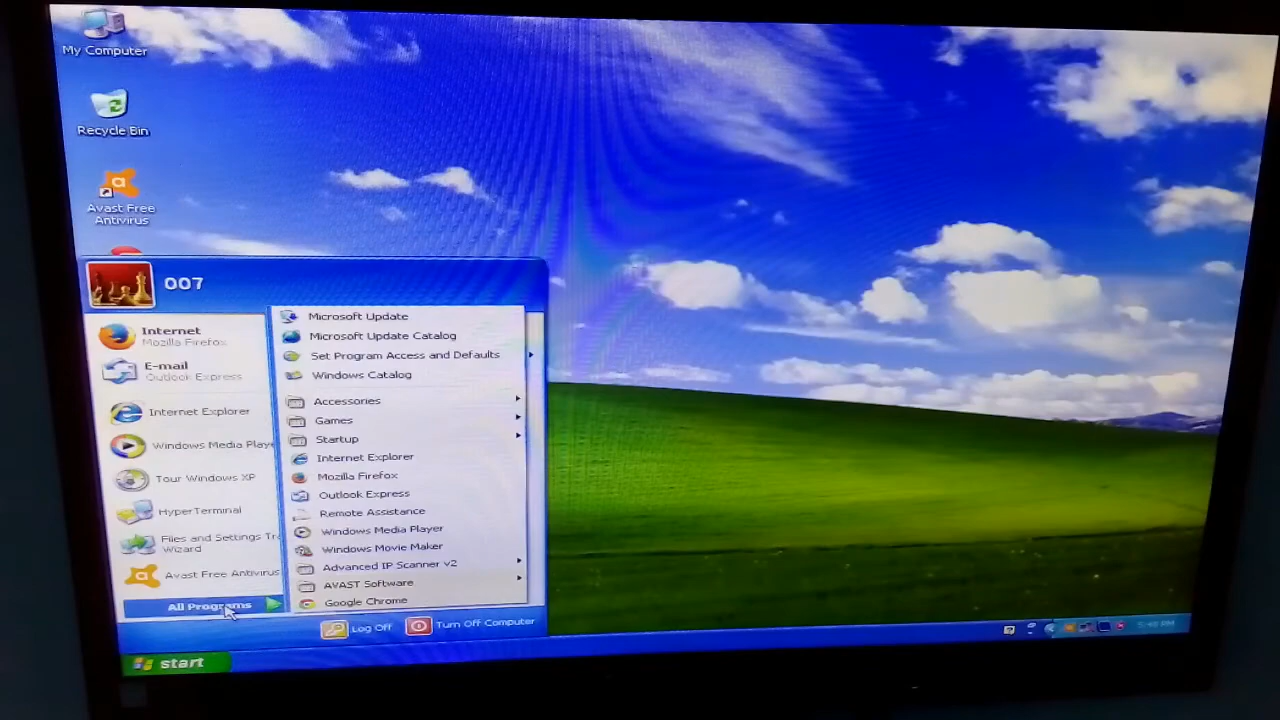 My Computer
Recycle Bin
Avast Free
Antivirus
007
Internet
Mozilla Firefox
E-mail
Outlook Express
Internet Explorer
Windows Media Playe
Tour Windows XP
HyperTerminal
Files and Settings Tra
Wizard
Avast Free Antivirus
All Programs
Microsoft Update
Microsoft Update Catalog
Set Program Access and Defaults
Windows Catalog
Accessories
Games
Startup
Internet Explorer
Mozilla Firefox
Outlook Express
Remote Assistance
Windows Media Player
Windows Movie Maker
Advanced IP Scanner v2
AVAST Software
Google Chrome
Log Off
Turn Off Computer
start